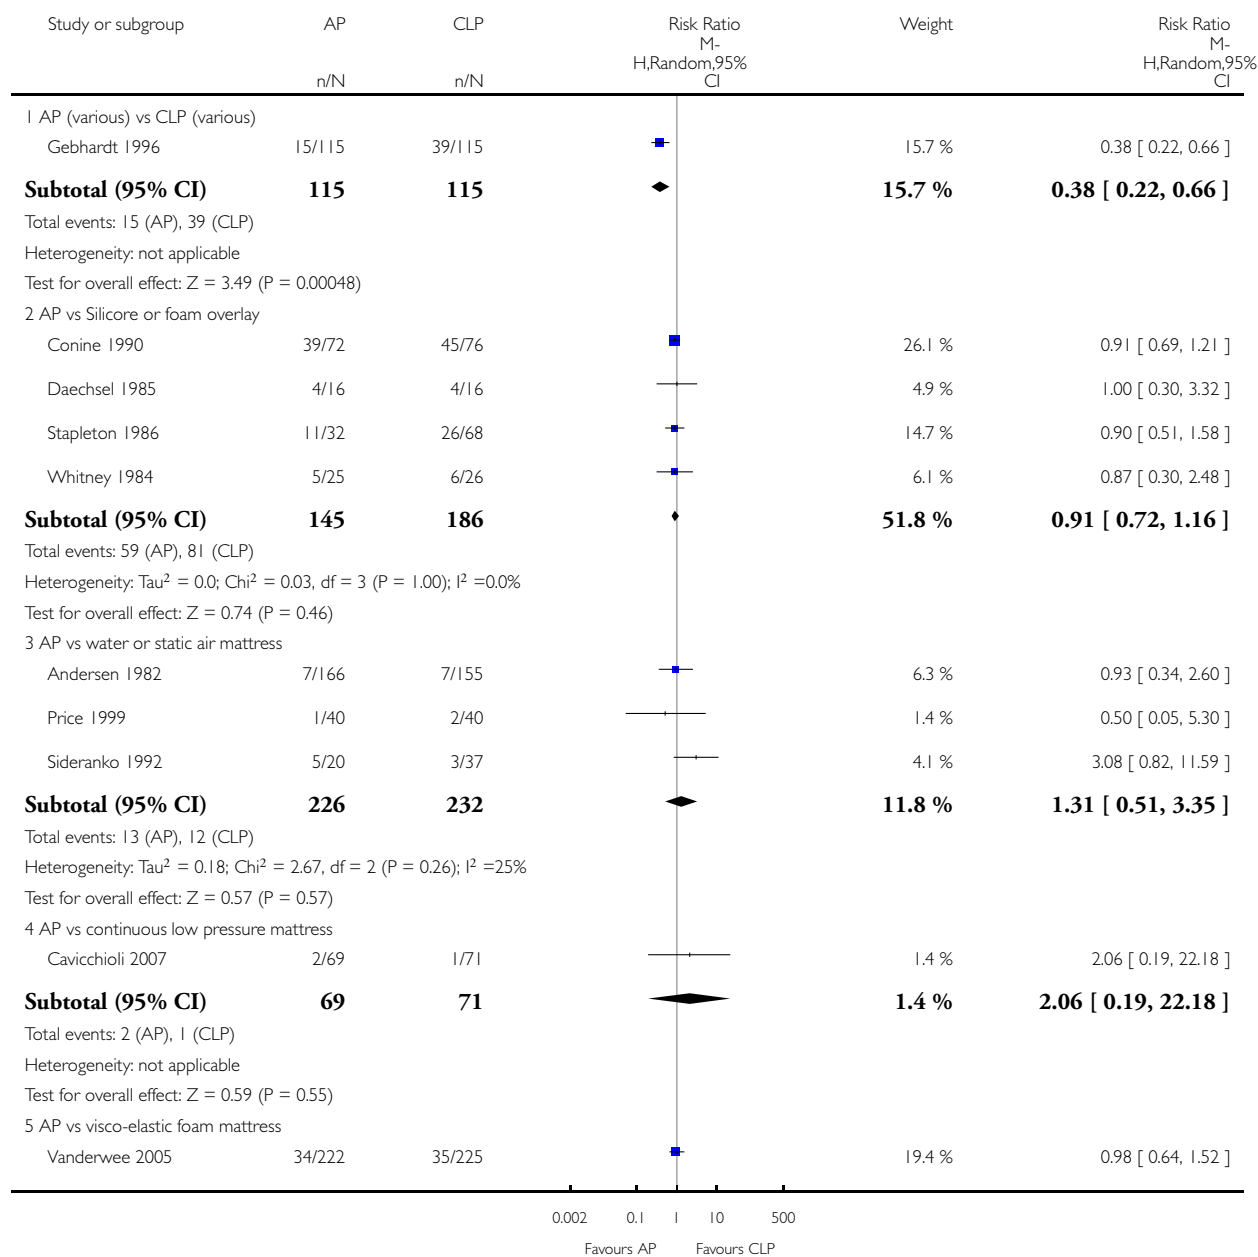 Study or subgroup AP CLP Risk Ratio Weight Risk Ratio
M- M-
H,Random,95% H,Random,95%
n/N n/N CI CI
1 AP (various) vs CLP (various)
Gebhardt 1996 15/115 39/115 15.7 % 0.38 [ 0.22, 0.66 ]
Subtotal (95% CI) 115 115 15.7 % 0.38 [ 0.22, 0.66 ]
Total events: 15 (AP), 39 (CLP)
Heterogeneity: not applicable
Test for overall effect: Z = 3.49 (P = 0.00048)
2 AP vs Silicore or foam overlay
Conine 1990 39/72 45/76 26.1 % 0.91 [ 0.69, 1.21 ]
Daechsel 1985 4/16 4/16 4.9 % 1.00 [ 0.30, 3.32 ]
Stapleton 1986 11/32 26/68 14.7 % 0.90 [ 0.51, 1.58 ]
Whitney 1984 5/25 6/26 6.1 % 0.87 [ 0.30, 2.48 ]
Subtotal (95% CI) 145 186 51.8 % 0.91 [ 0.72, 1.16 ]
Total events: 59 (AP), 81 (CLP)
Heterogeneity: Tau² = 0.0; Chi² = 0.03, df = 3 (P = 1.00); I² =0.0%
Test for overall effect: Z = 0.74 (P = 0.46)
3 AP vs water or static air mattress
Andersen 1982 7/166 7/155 6.3 % 0.93 [ 0.34, 2.60 ]
Price 1999 1/40 2/40 1.4 % 0.50 [ 0.05, 5.30 ]
Sideranko 1992 5/20 3/37 4.1 % 3.08 [ 0.82, 11.59 ]
Subtotal (95% CI) 226 232 11.8 % 1.31 [ 0.51, 3.35 ]
Total events: 13 (AP), 12 (CLP)
Heterogeneity: Tau² = 0.18; Chi² = 2.67, df = 2 (P = 0.26); I² =25%
Test for overall effect: Z = 0.57 (P = 0.57)
4 AP vs continuous low pressure mattress
Cavicchioli 2007 2/69 1/71 1.4 % 2.06 [ 0.19, 22.18 ]
Subtotal (95% CI) 69 71 1.4 % 2.06 [ 0.19, 22.18 ]
Total events: 2 (AP), 1 (CLP)
Heterogeneity: not applicable
Test for overall effect: Z = 0.59 (P = 0.55)
5 AP vs visco-elastic foam mattress
Vanderwee 2005 34/222 35/225 19.4 % 0.98 [ 0.64, 1.52 ]
0.002 0.1 1 10 500
Favours AP Favours CLP